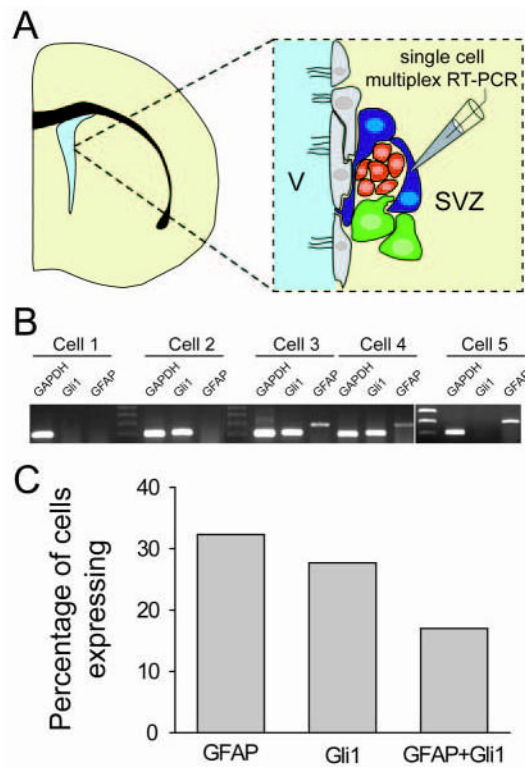 A
single cell
multiplex RT-PCR
V
SVZ
B
Cell 1 Cell 2 Cell 3 Cell 4 Cell 5
GAPDH Gli1 GFAP GAPDH Gli1 GFAP GAPDH Gli1 GFAP GAPDH Gli1 GFAP GAPDH Gli1 GFAP
C
Percentage of cells
expressing
40
30
20
10
0
GFAP Gli1 GFAP+Gli1